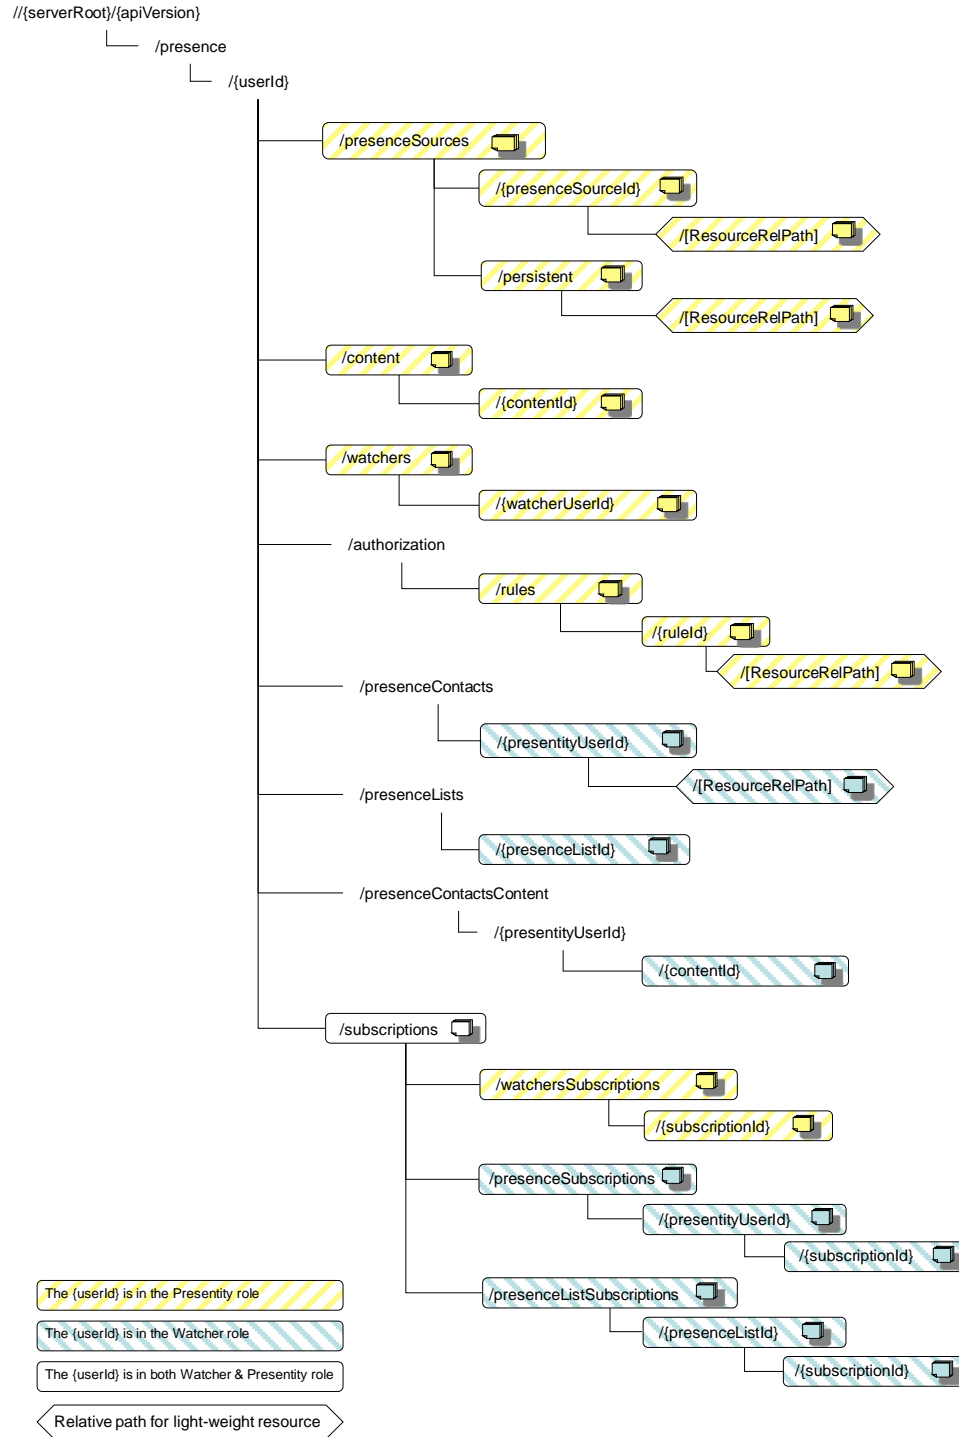 //{serverRoot}/{apiVersion}
/presence
/{userId}
/presenceSources
/{presenceSourceId}
/[ResourceRelPath]
/persistent
/[ResourceRelPath]
/content
/{contentId}
/watchers
/{watcherUserId}
/authorization
/rules
/{ruleId}
/[ResourceRelPath]
/presenceContacts
/{presentityUserId}
/[ResourceRelPath]
/presenceLists
/{presenceListId}
/presenceContactsContent
/{presentityUserId}
/{contentId}
/subscriptions
/watchersSubscriptions
/{subscriptionId}
/presenceSubscriptions
/{presentityUserId}
/{subscriptionId}
/presenceListSubscriptions
/{presenceListId}
/{subscriptionId}
The {userId} is in the Presentity role
The {userId} is in the Watcher role
The {userId} is in both Watcher & Presentity role
Relative path for light-weight resource